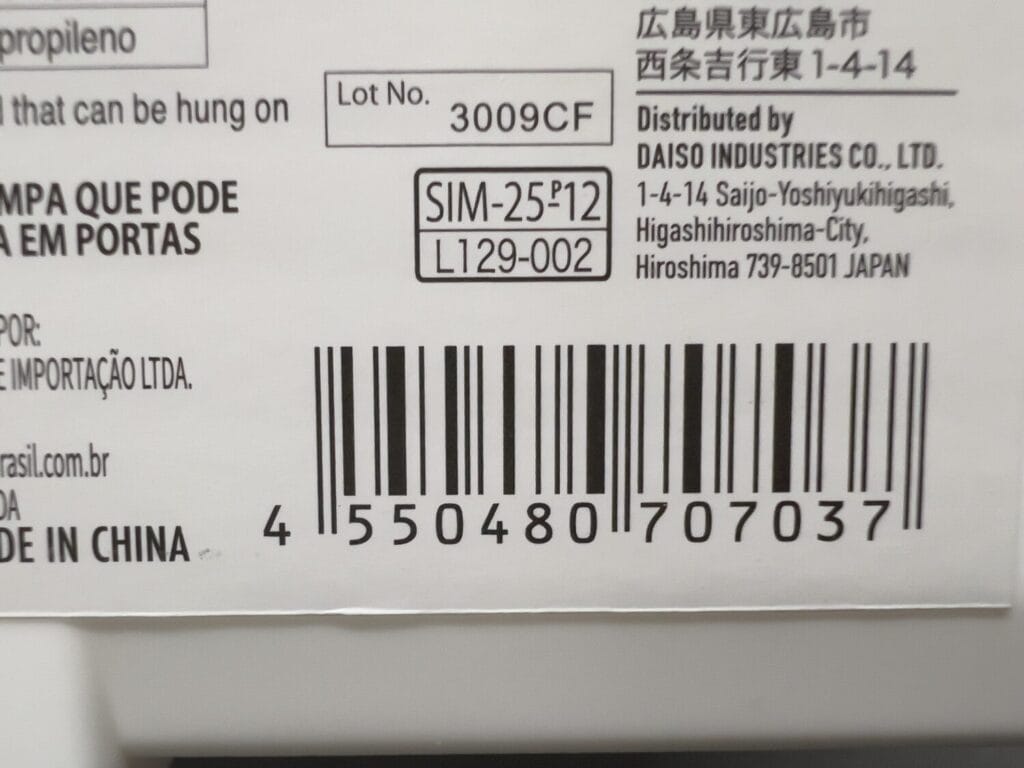 propileno
that can be hung on
MPA QUE PODE
A EM PORTAS
POR:
E IMPORTAÇÃO LTDA.
rasil.com.br
DA
DE IN CHINA
Lot No. 3009CF
SIM-25-P12
L129-002
広島県東広島市
西条吉行東1-4-14
Distributed by
DAISO INDUSTRIES CO., LTD.
1-4-14 Saijo-Yoshiyukihigashi,
Higashihiroshima-City,
Hiroshima 739-8501 JAPAN
4 550480 707037